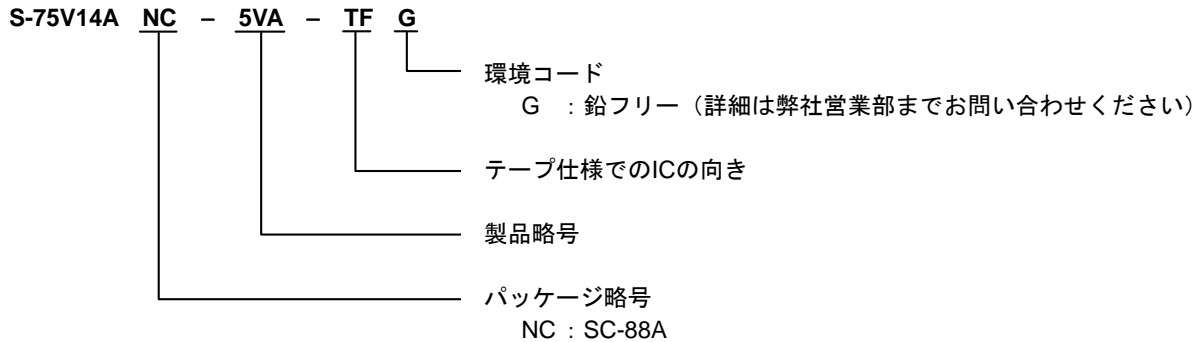 S-75V14A NC － 5VA － TF G
環境コード
G ：鉛フリー（詳細は弊社営業部までお問い合わせください）
テープ仕様でのICの向き
製品略号
パッケージ略号
NC：SC-88A